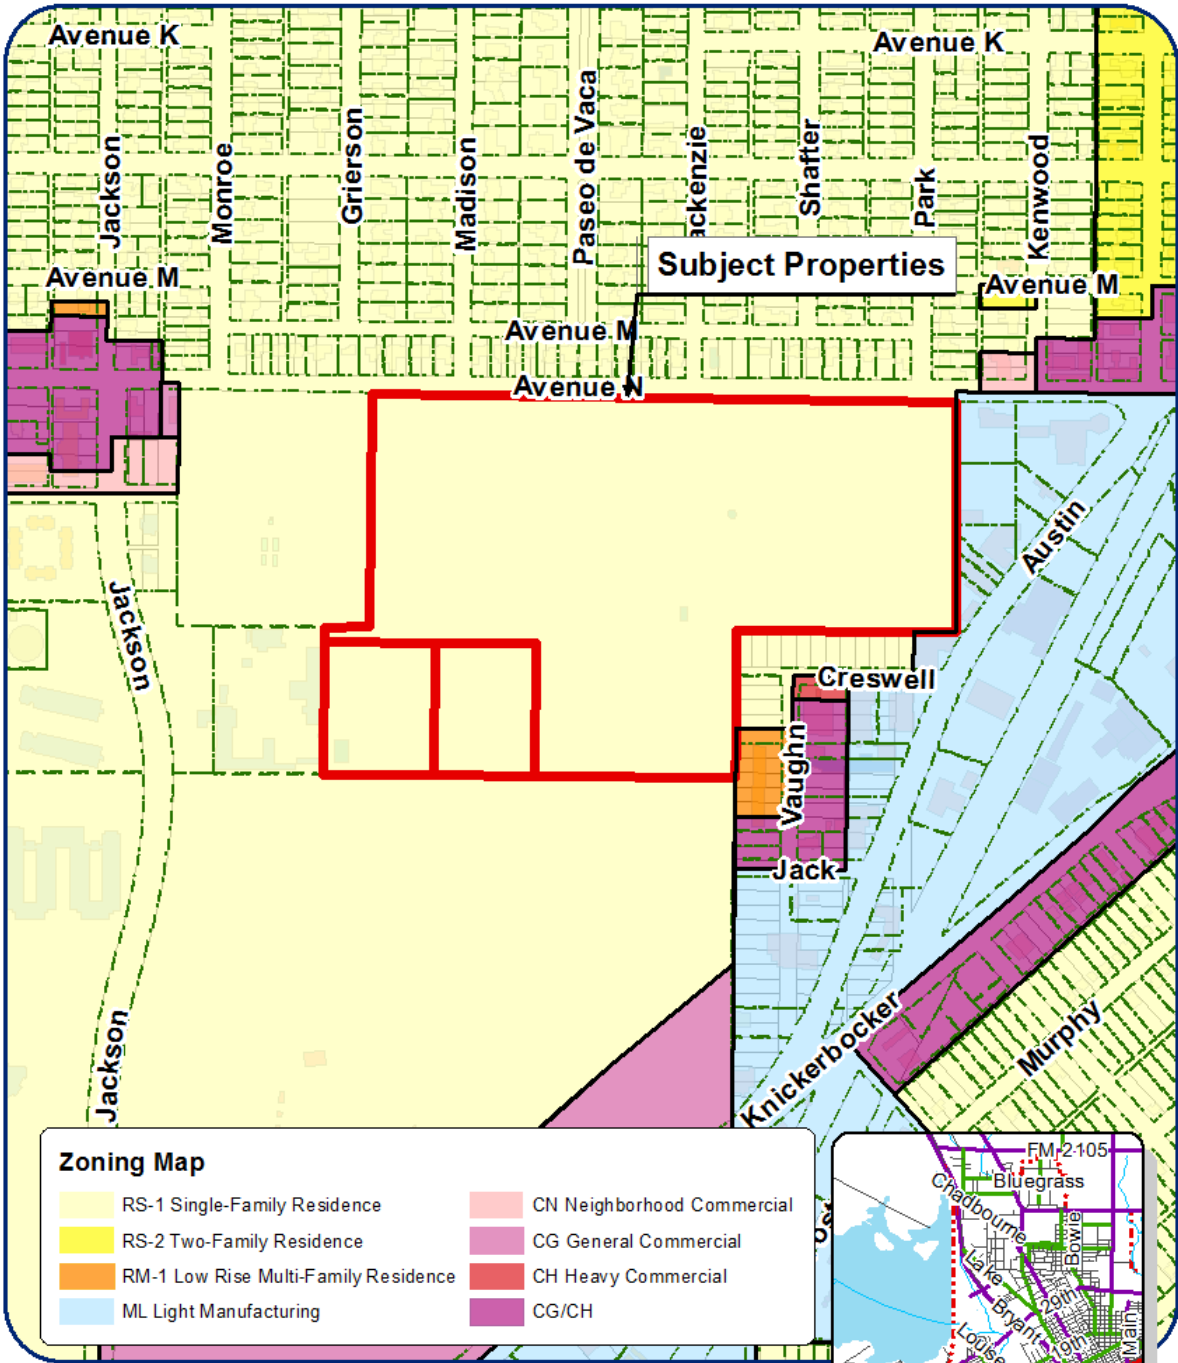 Avenue K
Avenue K
Jackson
Monroe
Grierson
Madison
Paseo de Vaca
ackenzie
Shafter
Park
Kenwood
Subject Properties
Avenue M
Avenue M
Avenue M
Avenue N
Austin
Jackson
Creswell
Vaughn
Jack
Knickerbocker
Murphy
Jackson
Zoning Map
RS-1 Single-Family Residence
RS-2 Two-Family Residence
RM-1 Low Rise Multi-Family Residence
ML Light Manufacturing
CN Neighborhood Commercial
CG General Commercial
CH Heavy Commercial
CG/CH
FM 2105
Bluegrass
Chadbourne
Bowie
Lake
Bryant
29th
Louise
19th
Main